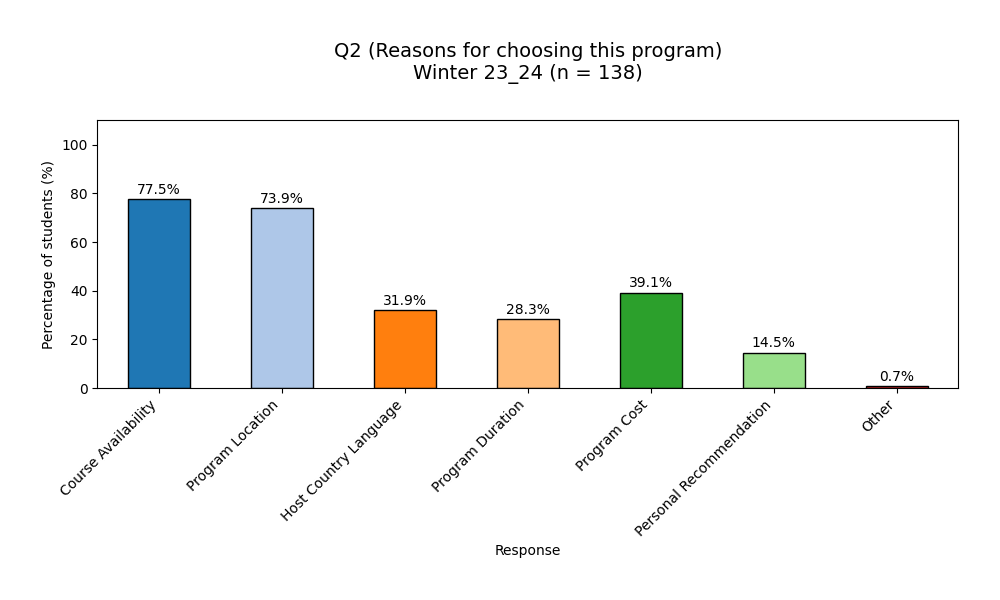 Q2 (Reasons for choosing this program)
Winter 23_24 (n = 138)
Percentage of students (%)
100
80
60
40
20
0
77.5%
73.9%
31.9%
28.3%
39.1%
14.5%
0.7%
Course Availability
Program Location
Host Country Language
Program Duration
Program Cost
Personal Recommendation
Other
Response